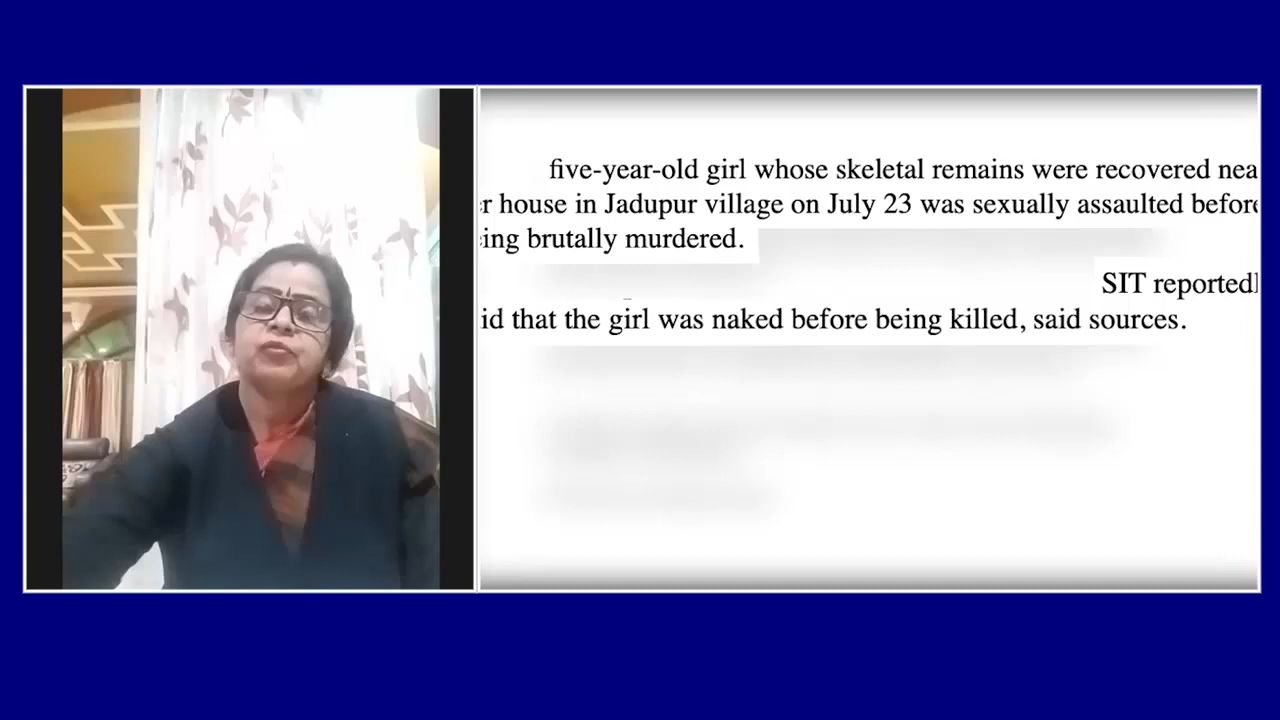 five-year-old girl whose skeletal remains were recovered nea
r house in Jadupur village on July 23 was sexually assaulted before
ing brutally murdered.
SIT reportedl
id that the girl was naked before being killed, said sources.